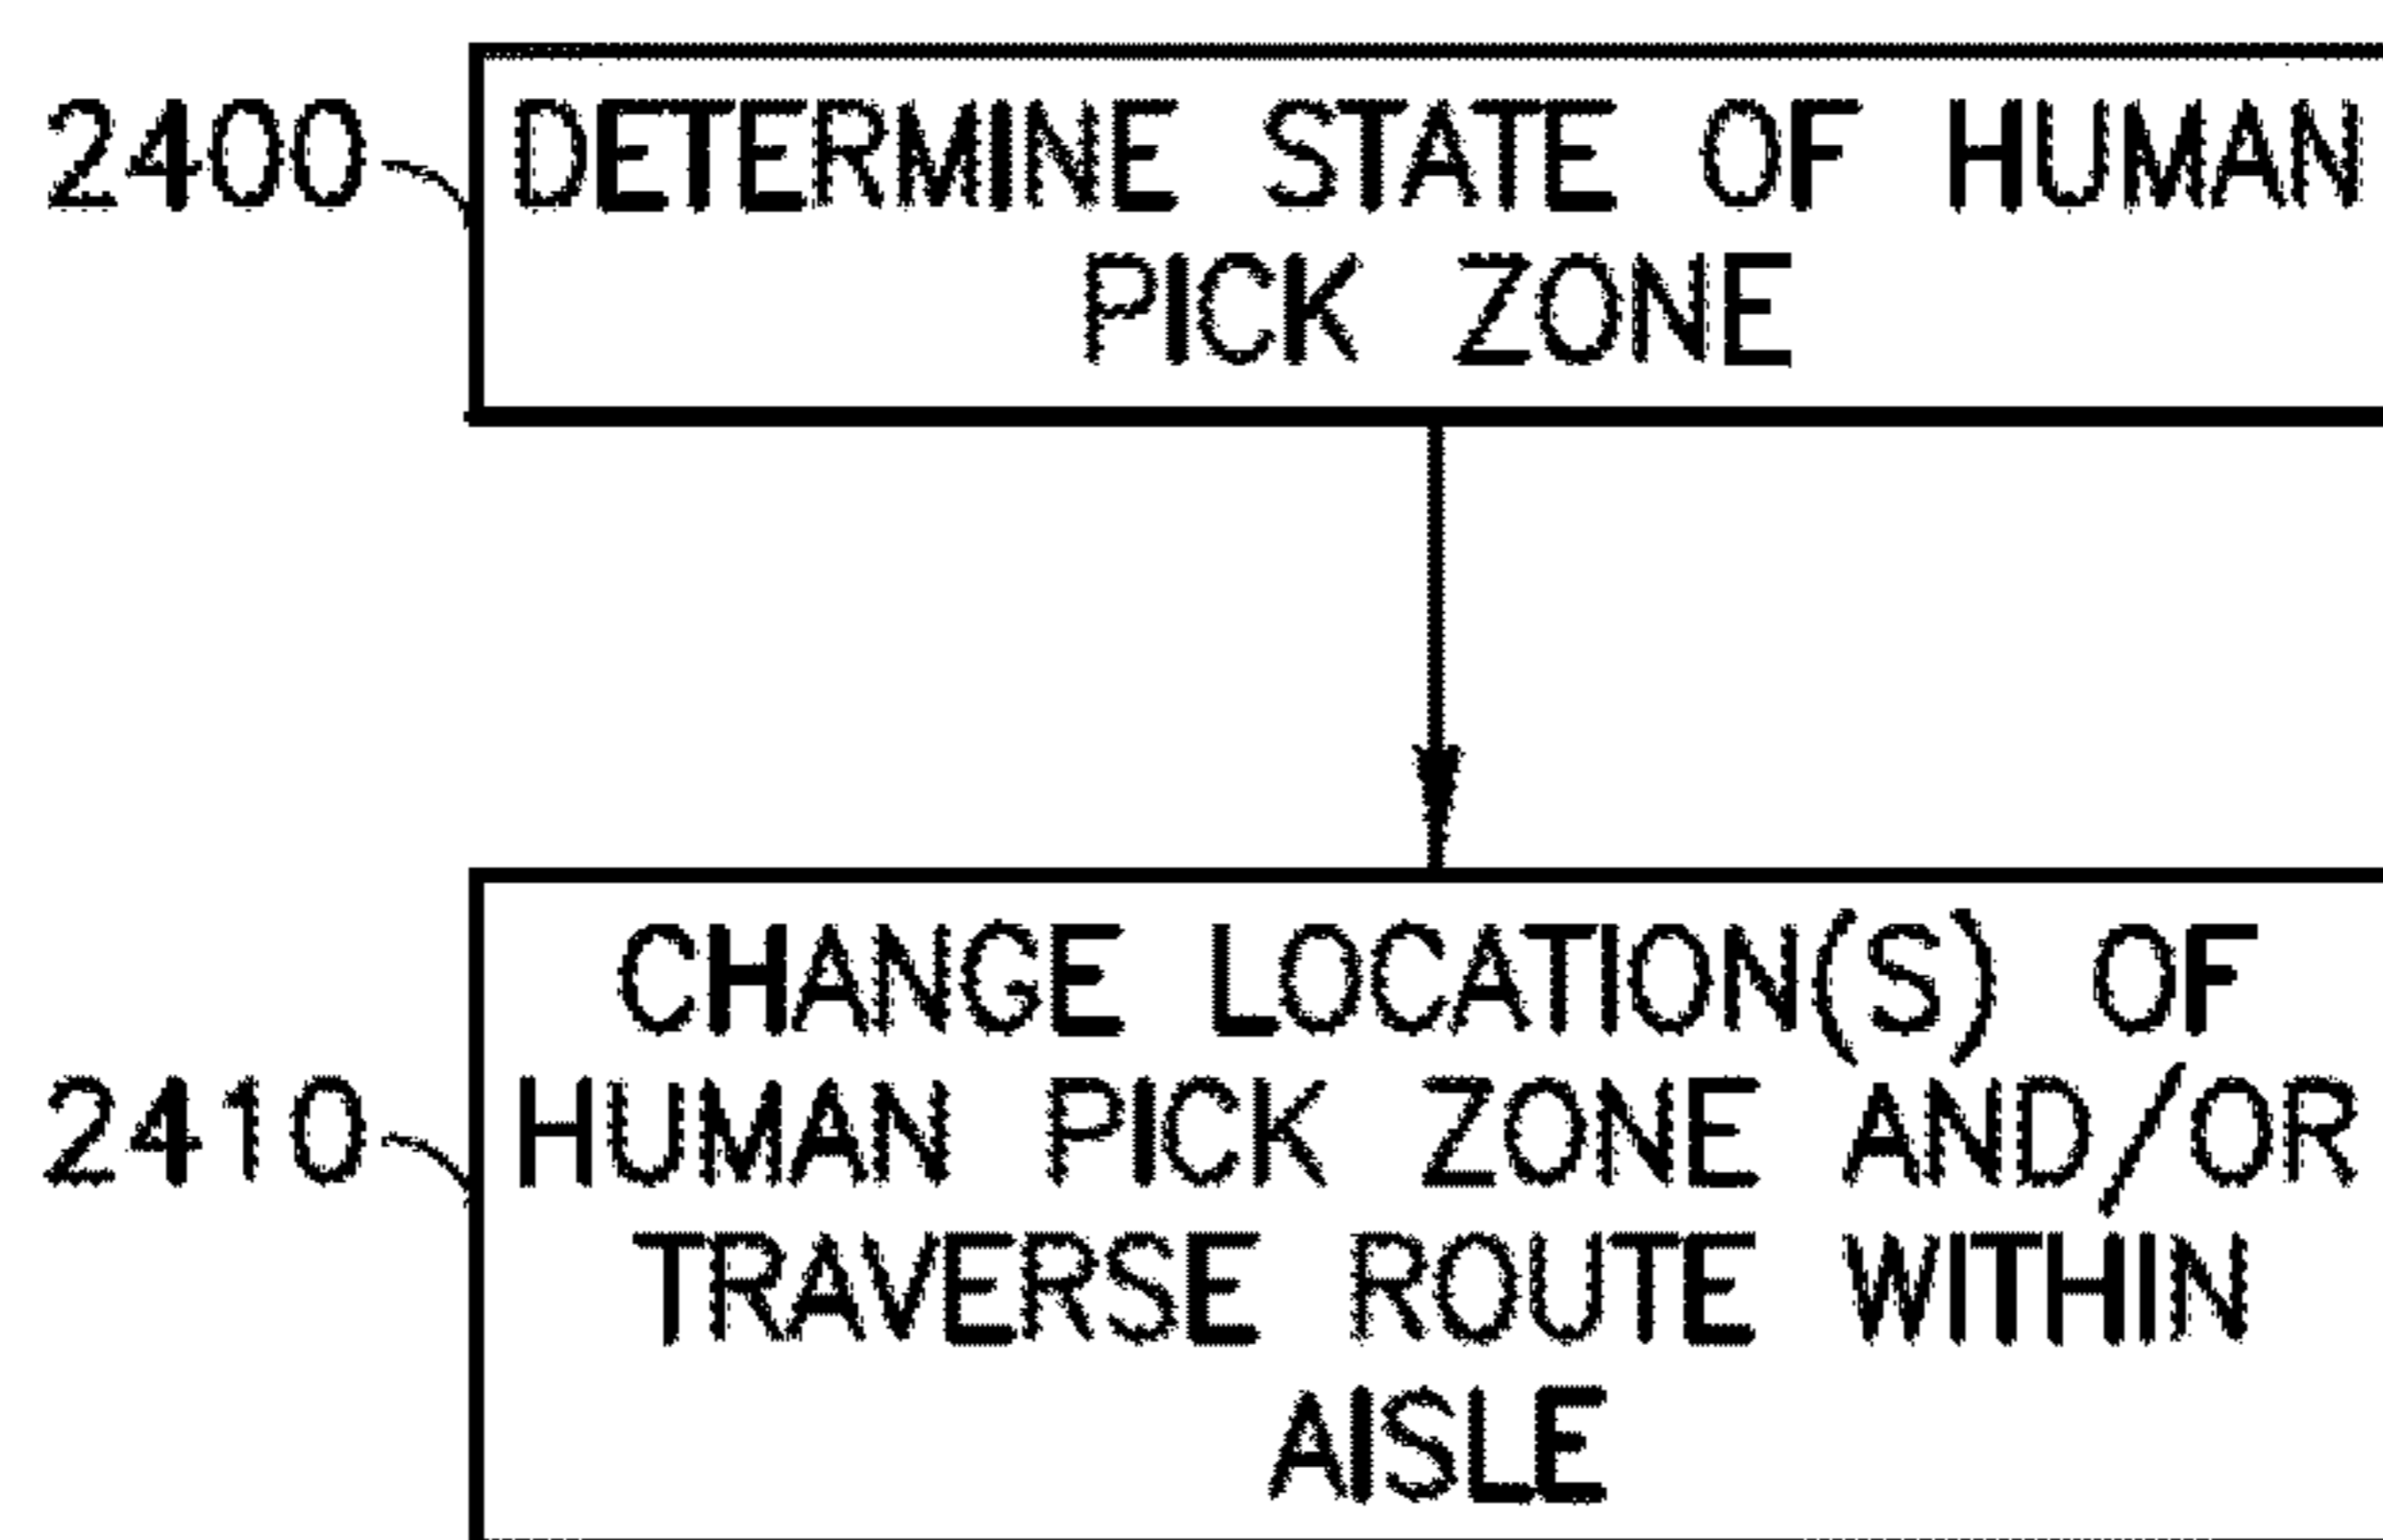 2400 DETERMINE STATE OF HUMAN
PICK ZONE
CHANGE LOCATION(S) OF
2410 HUMAN PICK ZONE AND/OR
TRAVERSE ROUTE WITHIN
AISLE